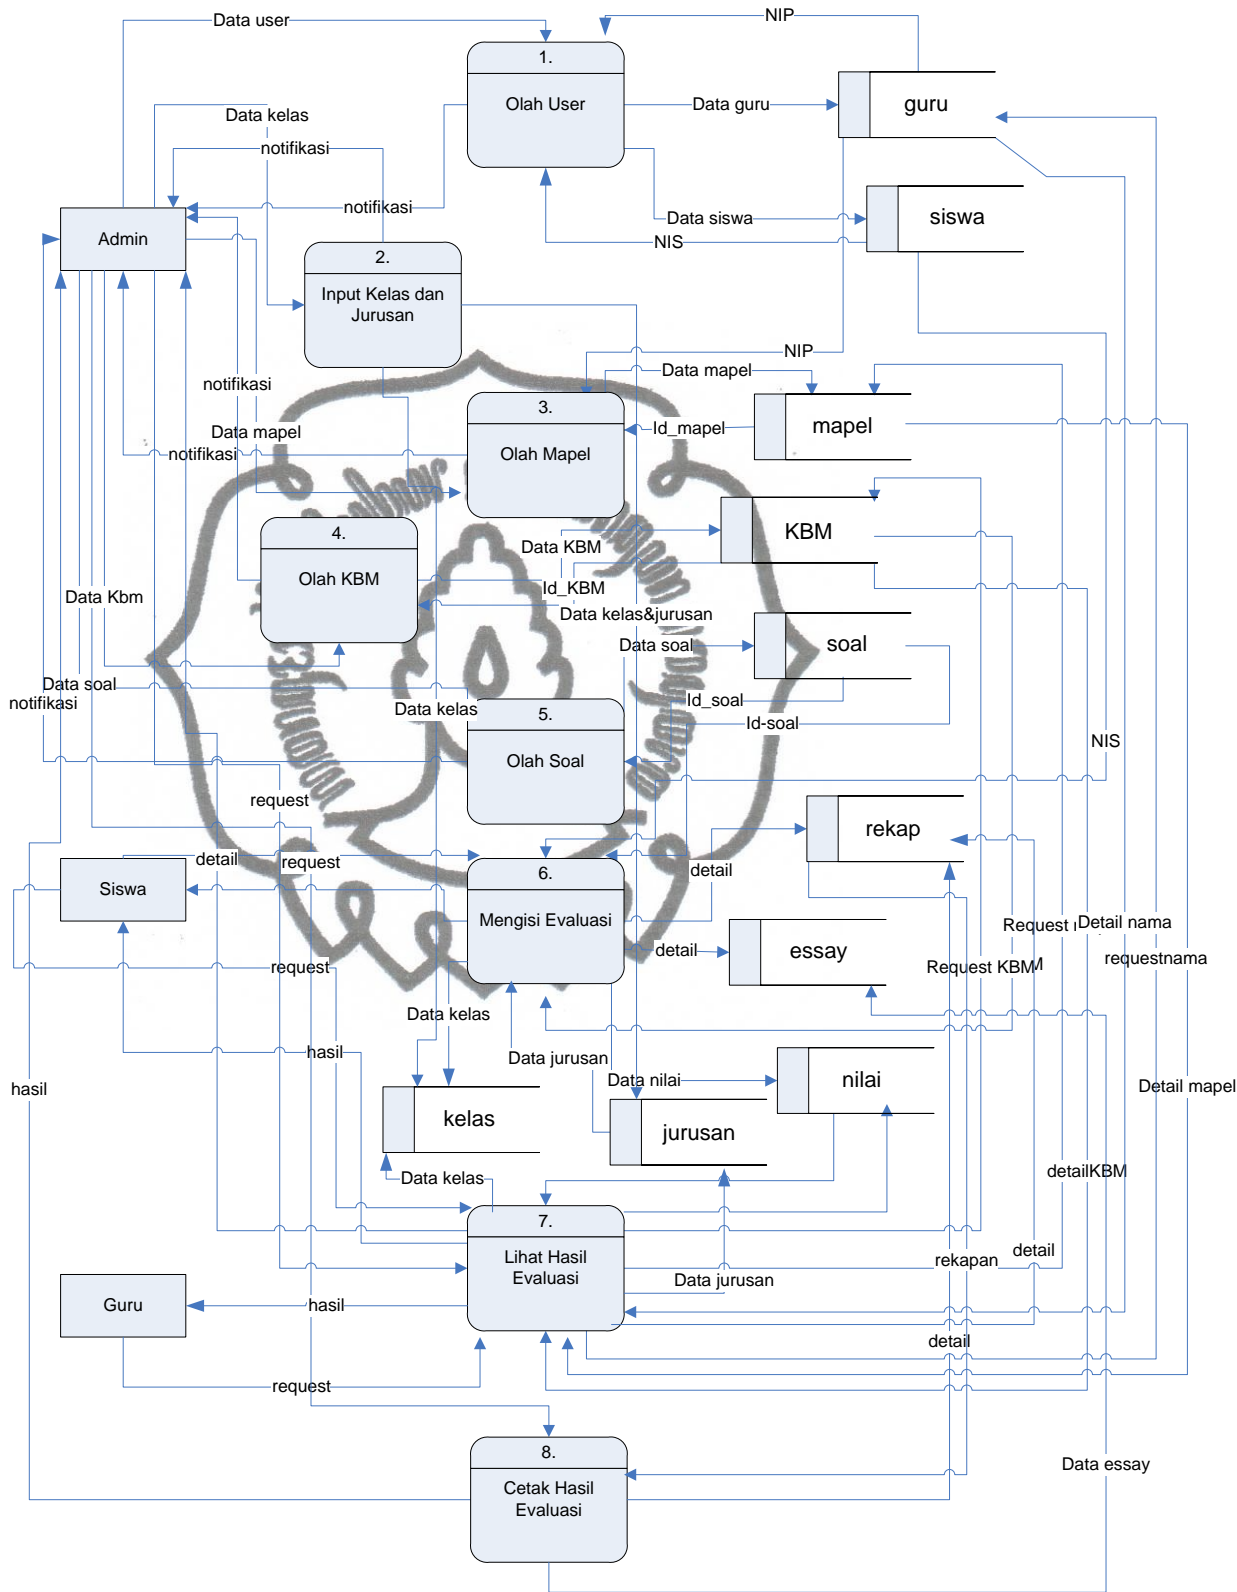 Data user
NIP
1.
Olah User
Data guru
guru
Data kelas
notifikasi
notifikasi
Data siswa
siswa
NIS
Admin
2.
Input Kelas dan
Jurusan
NIP
Data mapel
notifikasi
3.
mapel
Id_mapel
Data mapel
notifikasi
Olah Mapel
4.
KBM
Data KBM
Olah KBM
Id_KBM
Data Kbm
Data kelas&jurusan
Data soal
soal
Data soal
notifikasi
Id_soal
Data kelas
5.
Id-soal
NIS
Olah Soal
request
rekap
detail
request
detail
6.
Siswa
Mengisi Evaluasi
Request
Detail nama
detail
essay
requestnama
request
Request KBM
Data kelas
hasil
Data jurusan
hasil
Data nilai
nilai
Detail mapel
kelas
jurusan
Data kelas
detailKBM
7.
Lihat Hasil
Evaluasi
detail
rekapan
Data jurusan
Guru
hasil
detail
request
8.
Data essay
Cetak Hasil
Evaluasi